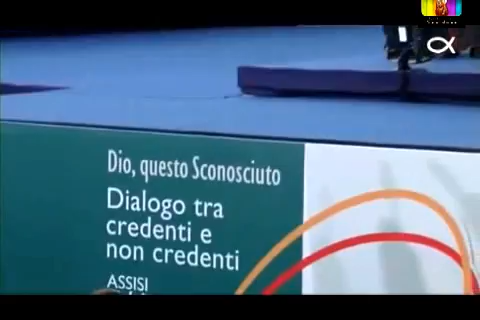 Dio, questo Sconosciuto
Dialogo tra
credenti e
non credenti
ASSISI